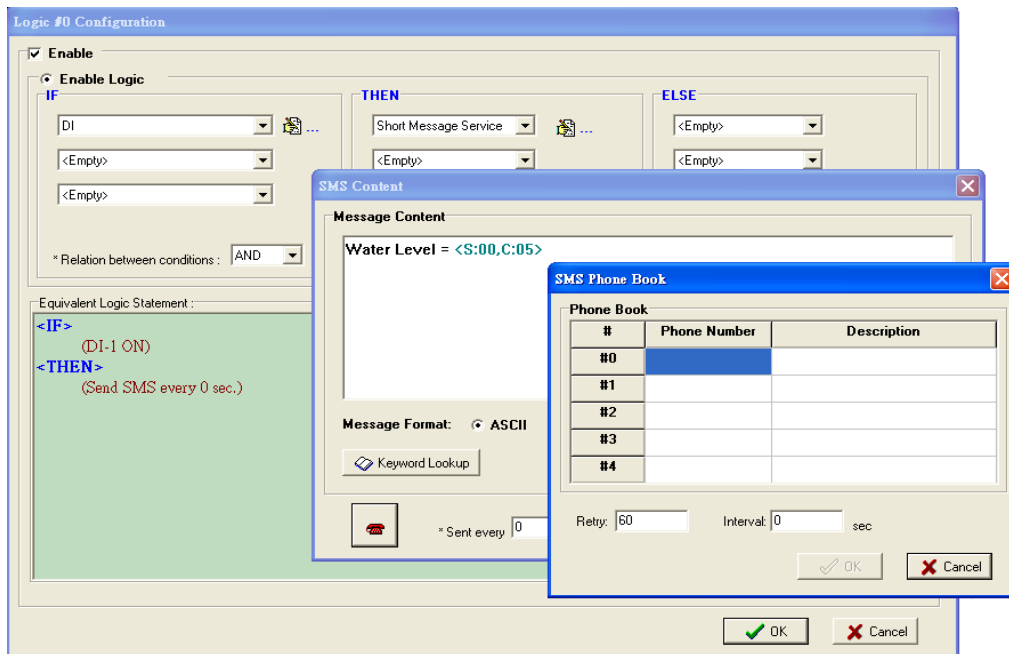 Logic #0 Configuration
Enable
Enable Logic
IF
DI
...
<Empty>
<Empty>
* Relation between conditions : AND
THEN
Short Message Service
...
<Empty>
ELSE
<Empty>
<Empty>
Equivalent Logic Statement :
<IF>
(DI-1 ON)
<THEN>
(Send SMS every 0 sec.)
SMS Content
Message Content
Water Level = <S:00,C:05>
Message Format: ASCII
Keyword Lookup
* Sent every 0
SMS Phone Book
Phone Book
# Phone Number Description
#0
#1
#2
#3
#4
Retry: 60 Interval: 0 sec
OK Cancel
OK Cancel